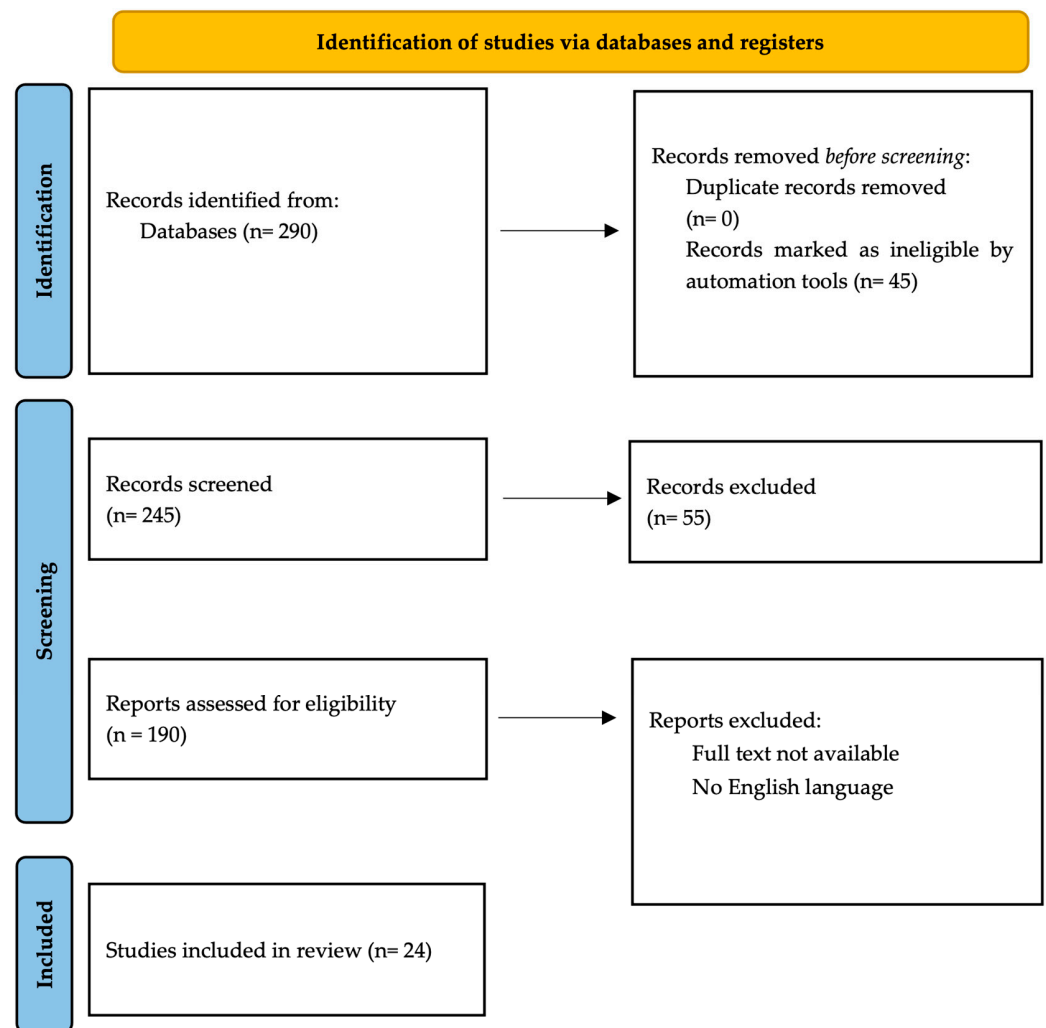 Identification of studies via databases and registers
Identification
Records identified from:
Databases (n= 290)
Records removed before screening:
Duplicate records removed
(n= 0)
Records marked as ineligible by
automation tools (n= 45)
Screening
Records screened
(n= 245)
Records excluded
(n= 55)
Reports assessed for eligibility
(n = 190)
Reports excluded:
Full text not available
No English language
Included
Studies included in review (n= 24)